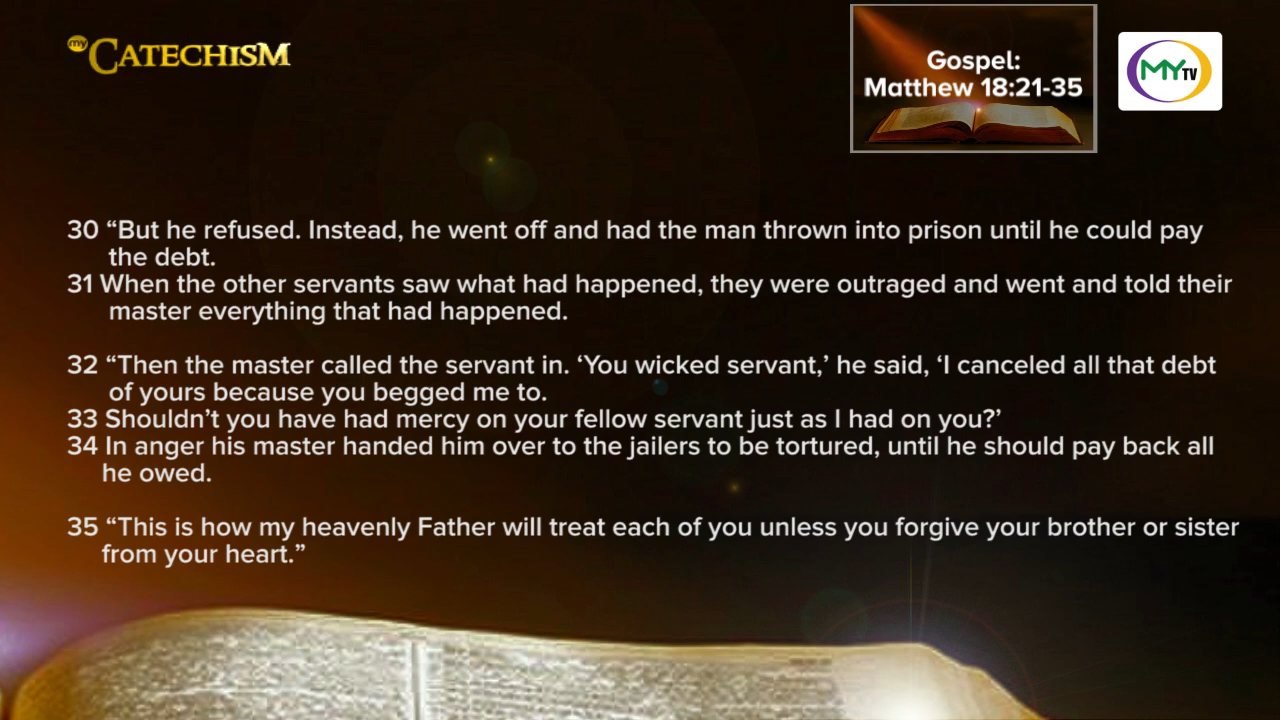 my CATECHISM
Gospel:
Matthew 18:21-35
MYTV
30 “But he refused. Instead, he went off and had the man thrown into prison until he could pay
the debt.
31 When the other servants saw what had happened, they were outraged and went and told their
master everything that had happened.
32 “Then the master called the servant in. ‘You wicked servant,’ he said, ‘I canceled all that debt
of yours because you begged me to.
33 Shouldn’t you have had mercy on your fellow servant just as I had on you?’
34 In anger his master handed him over to the jailers to be tortured, until he should pay back all
he owed.
35 “This is how my heavenly Father will treat each of you unless you forgive your brother or sister
from your heart.”